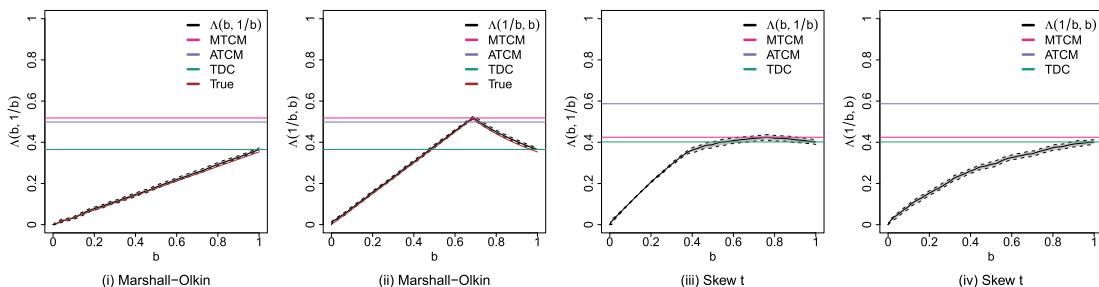 Λ(b, 1/b)
1
0.8
0.6
0.4
0.2
0
Λ(b, 1/b)
MTCM
ATCM
TDC
True
0 0.2 0.4 0.6 0.8 1
b
(i) Marshall−Olkin
Λ(1/b, b)
1
0.8
0.6
0.4
0.2
0
Λ(1/b, b)
MTCM
ATCM
TDC
True
0 0.2 0.4 0.6 0.8 1
b
(ii) Marshall−Olkin
Λ(b, 1/b)
1
0.8
0.6
0.4
0.2
0
Λ(b, 1/b)
MTCM
ATCM
TDC
0 0.2 0.4 0.6 0.8 1
b
(iii) Skew t
Λ(1/b, b)
1
0.8
0.6
0.4
0.2
0
Λ(1/b, b)
MTCM
ATCM
TDC
0 0.2 0.4 0.6 0.8 1
b
(iv) Skew t